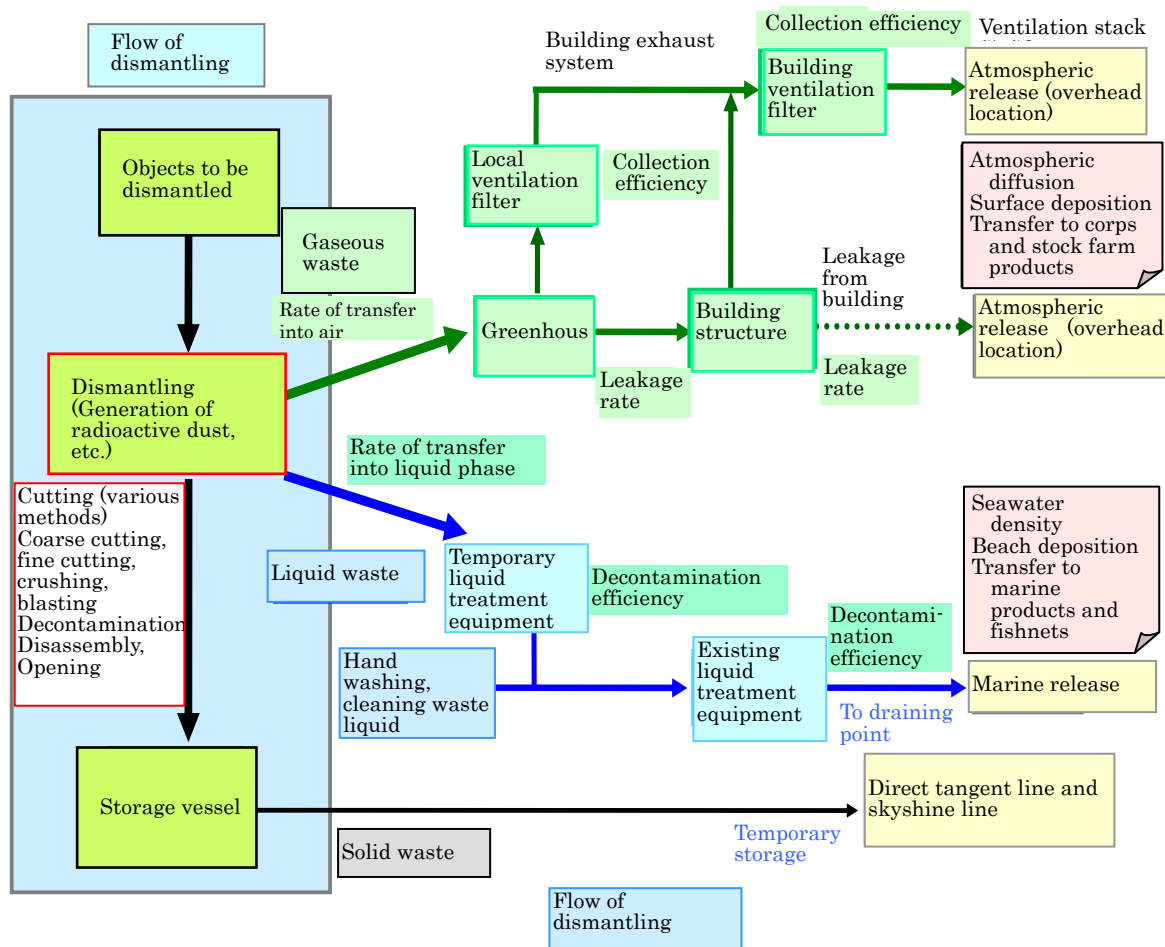 Flow of
dismantling
Objects to be
dismantled
Dismantling
(Generation of
radioactive dust,
etc.)
Cutting (various
methods)
Coarse cutting,
fine cutting,
crushing,
blasting
Decontamination
Disassembly,
Opening
Storage vessel
Gaseous
waste
Rate of transfer
into air
Greenhous
Local
ventilation
filter
Collection
efficiency
Building exhaust
system
Leakage
rate
Building
structure
Collection efficiency
Building
ventilation
filter
Ventilation stack
Atmospheric
release (overhead
location)
Atmospheric
diffusion
Surface deposition
Transfer to corps
and stock farm
products
Leakage
from
building
Leakage
rate
Atmospheric
release (overhead
location)
Rate of transfer
into liquid phase
Liquid waste
Temporary
liquid
treatment
equipment
Decontamination
efficiency
Hand
washing,
cleaning waste
liquid
Existing
liquid
treatment
equipment
Decontami-
nation
efficiency
To draining
point
Seawater
density
Beach deposition
Transfer to
marine
products and
fishnets
Marine release
Solid waste
Temporary
storage
Direct tangent line and
skyshine line
Flow of
dismantling